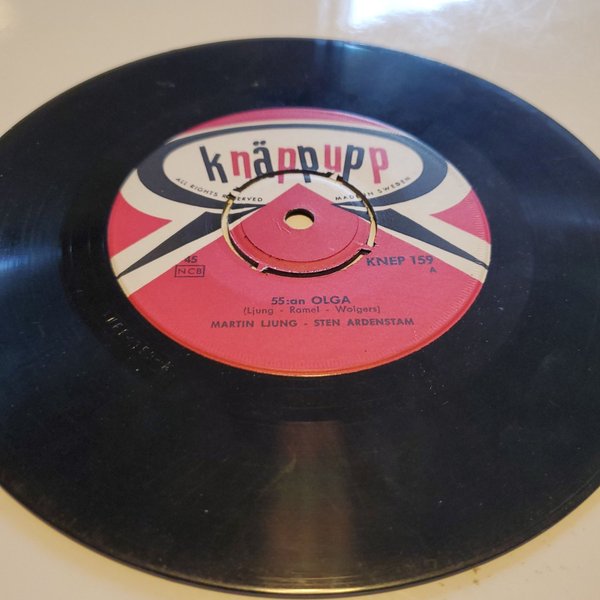 knäppupp
ALL RIGHTS RESERVED
MADE IN SWEDEN
45
NCB
KNEP 159
A
55:an OLGA
(Ljung - Ramel - Wolgers)
MARTIN LJUNG - STEN ARDENSTAM